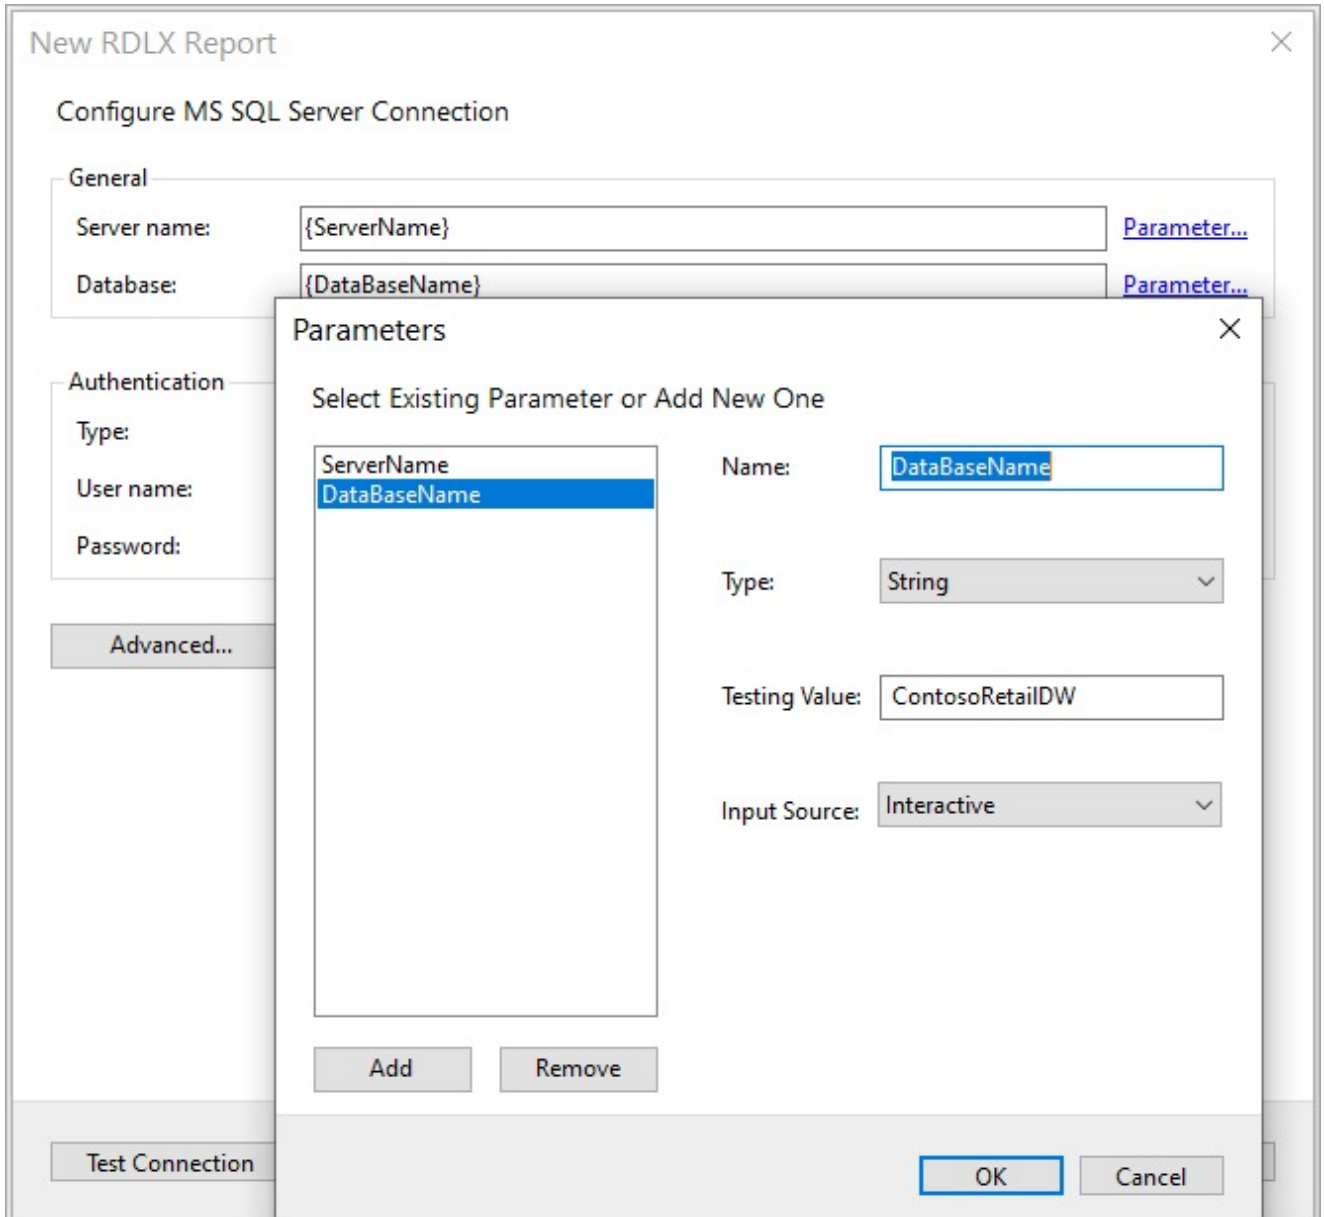 New RDLX Report
Configure MS SQL Server Connection
General
Server name: {ServerName} Parameter...
Database: {DataBaseName} Parameter...
Parameters
Authentication
Select Existing Parameter or Add New One
Type:
ServerName
Name: DataBaseName
User name:
DataBaseName
Password:
Type: String
Advanced...
Testing Value: ContosoRetailDW
Input Source: Interactive
Add Remove
Test Connection
OK Cancel